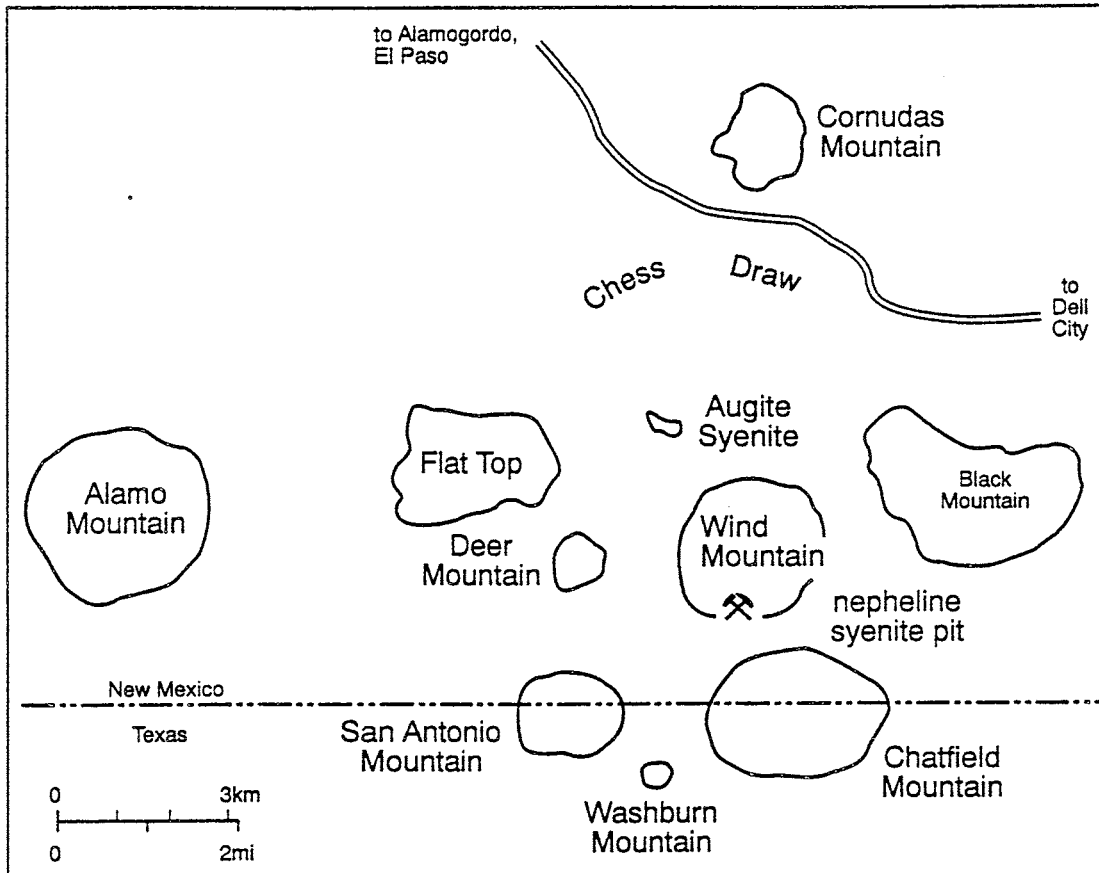 to Alamogordo,
El Paso
Cornudas
Mountain
Chess Draw
to
Dell
City
Augite
Syenite
Flat Top
Black
Mountain
Alamo
Mountain
Wind
Mountain
Deer
Mountain
nepheline
syenite pit
New Mexico
Texas
San Antonio
Mountain
Chatfield
Mountain
Washburn
Mountain
0 3km
0 2mi